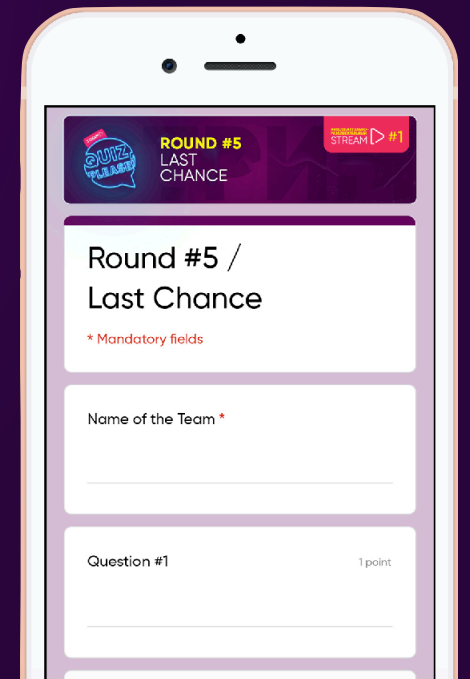 QUIZ
PLEASE!
ROUND #5
LAST
CHANCE
STREAM #1
Round #5 /
Last Chance
* Mandatory fields
Name of the Team *
Question #1
1 point